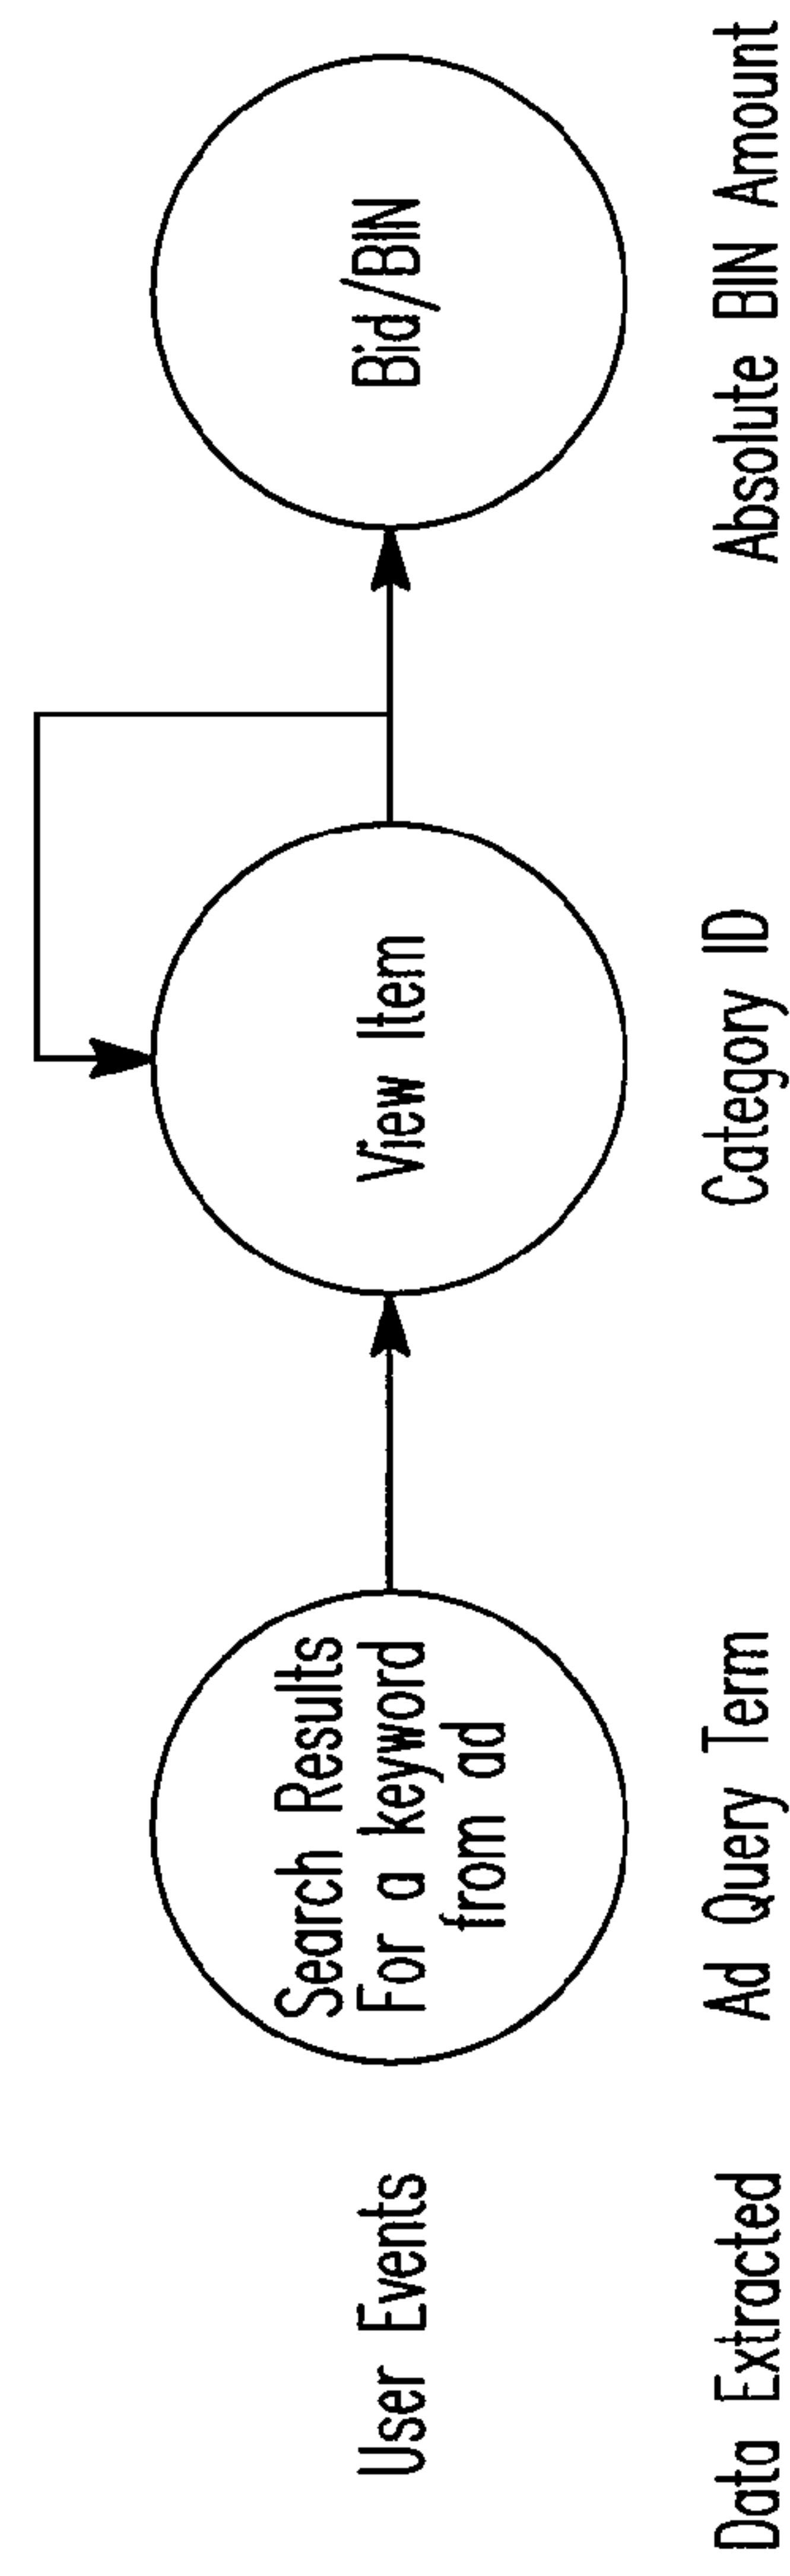 User Events
Search Results
For a keyword
from ad
View Item
Bid/BIN
Data Extracted
Ad Query Term
Category ID
Absolute BIN Amount